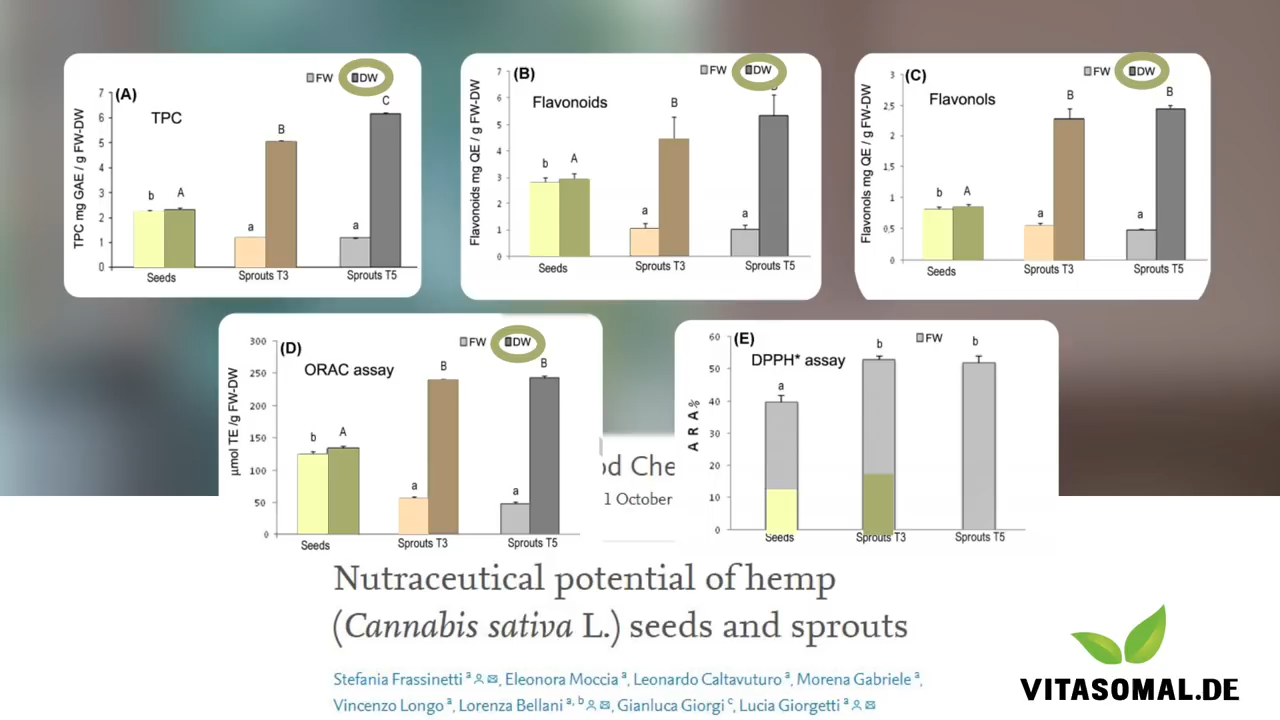 FW DW
(A)
TPC
TPC mg GAE / g FW-DW
7
6
5
4
3
2
1
0
b A
a B
a C
Seeds Sprouts T3 Sprouts T5
FW DW
(B)
Flavonoids
Flavonoids mg QE / g FW-DW
7
6
5
4
3
2
1
0
b A
a B
a
Seeds Sprouts T3 Sprouts T5
FW DW
(C)
Flavonols
Flavonols mg QE / g FW-DW
3
2,5
2
1,5
1
0,5
0
b A
a B
a B
Seeds Sprouts T3 Sprouts T5
FW DW
(D)
ORAC assay
µmol TE /g FW-DW
300
250
200
150
100
50
0
b A
a B
a B
Seeds Sprouts T3 Sprouts T5
FW
(E)
DPPH* assay
A R A %
60
50
40
30
20
10
0
a b b
Seeds Sprouts T3 Sprouts T5
od Che
1 October
Nutraceutical potential of hemp
(Cannabis sativa L.) seeds and sprouts
Stefania Frassinetti a, Eleonora Moccia a, Leonardo Caltavuturo a, Morena Gabriele a,
Vincenzo Longo a, Lorenza Bellani a, b, Gianluca Giorgi c, Lucia Giorgetti a
VITASOMAL.DE